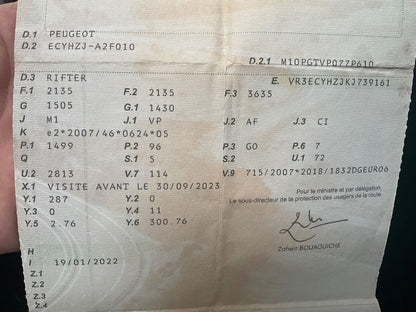 D.1 PEUGEOT
D.2 ECYHZJ-A2F010
D.2.1 M10PGTVP077P610
D.3 RIFTER E. VR3ECYHZJKJ739161
F.1 2135 F.2 2135 F.3 3635
G 1505 G.1 1430
J M1 J.1 VP J.2 AF J.3 CI
K e2*2007/46*0624*05
P.1 1499 P.2 96 P.3 GO P.6 7
Q S.1 5 S.2 U.1 72
U.2 2813 V.7 114 V.9 715/2007*2018/1832DGEURO6
X.1 VISITE AVANT LE 30/09/2023
Y.1 287 Y.2 0
Y.3 0 Y.4 11
Y.5 2.76 Y.6 300.76
Pour le ministre et par délégation,
Le sous-directeur de la protection des usagers de la route
Zoheir BOUAOUICHE
H
I 19/01/2022
Z.1
Z.2
Z.3
Z.4